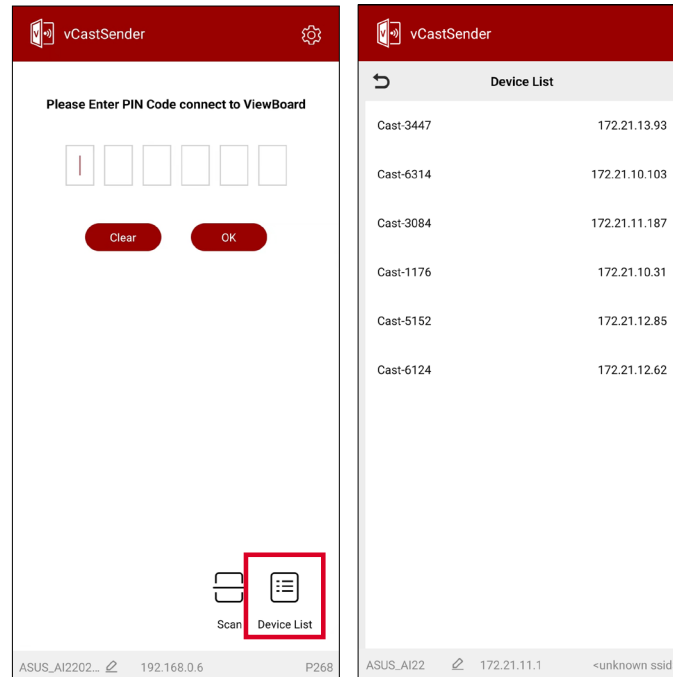 vCastSender
Please Enter PIN Code connect to ViewBoard
Clear OK
Scan Device List
ASUS_AI2202... 192.168.0.6 P268
vCastSender
Device List
Cast-3447 172.21.13.93
Cast-6314 172.21.10.103
Cast-3084 172.21.11.187
Cast-1176 172.21.10.31
Cast-5152 172.21.12.85
Cast-6124 172.21.12.62
ASUS_AI22 172.21.11.1 <unknown ssid